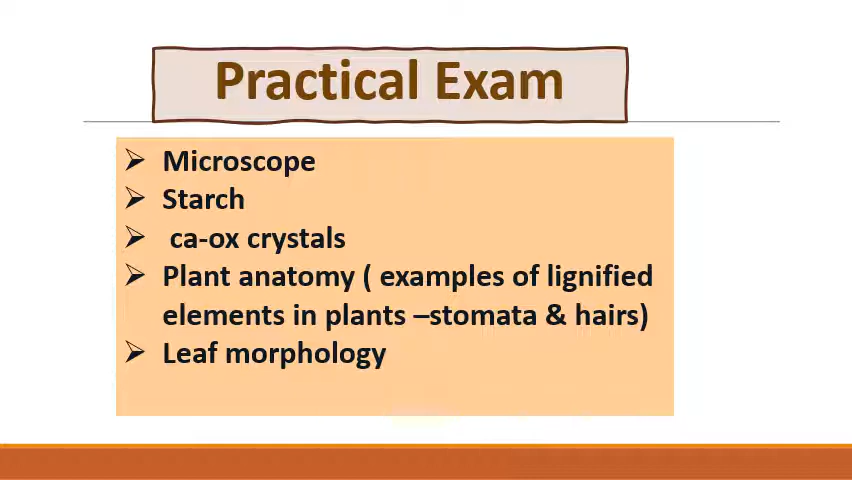 Practical Exam
➢ Microscope
➢ Starch
➢ ca-ox crystals
➢ Plant anatomy ( examples of lignified
elements in plants –stomata & hairs)
➢ Leaf morphology